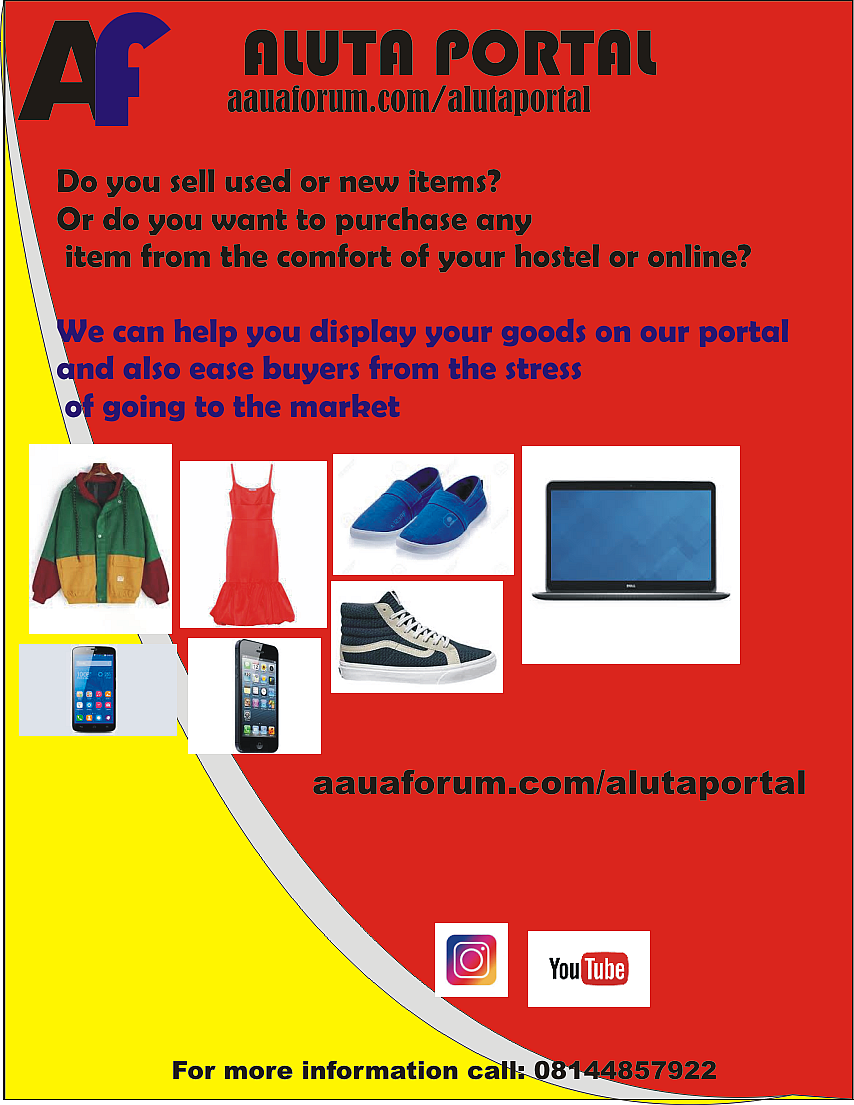 AF
ALUTA PORTAL
aauaforum.com/alutaportal
Do you sell used or new items?
Or do you want to purchase any
item from the comfort of your hostel or online?
We can help you display your goods on our portal
and also ease buyers from the stress
of going to the market
DELL
aauaforum.com/alutaportal
YouTube
For more information call: 08144857922